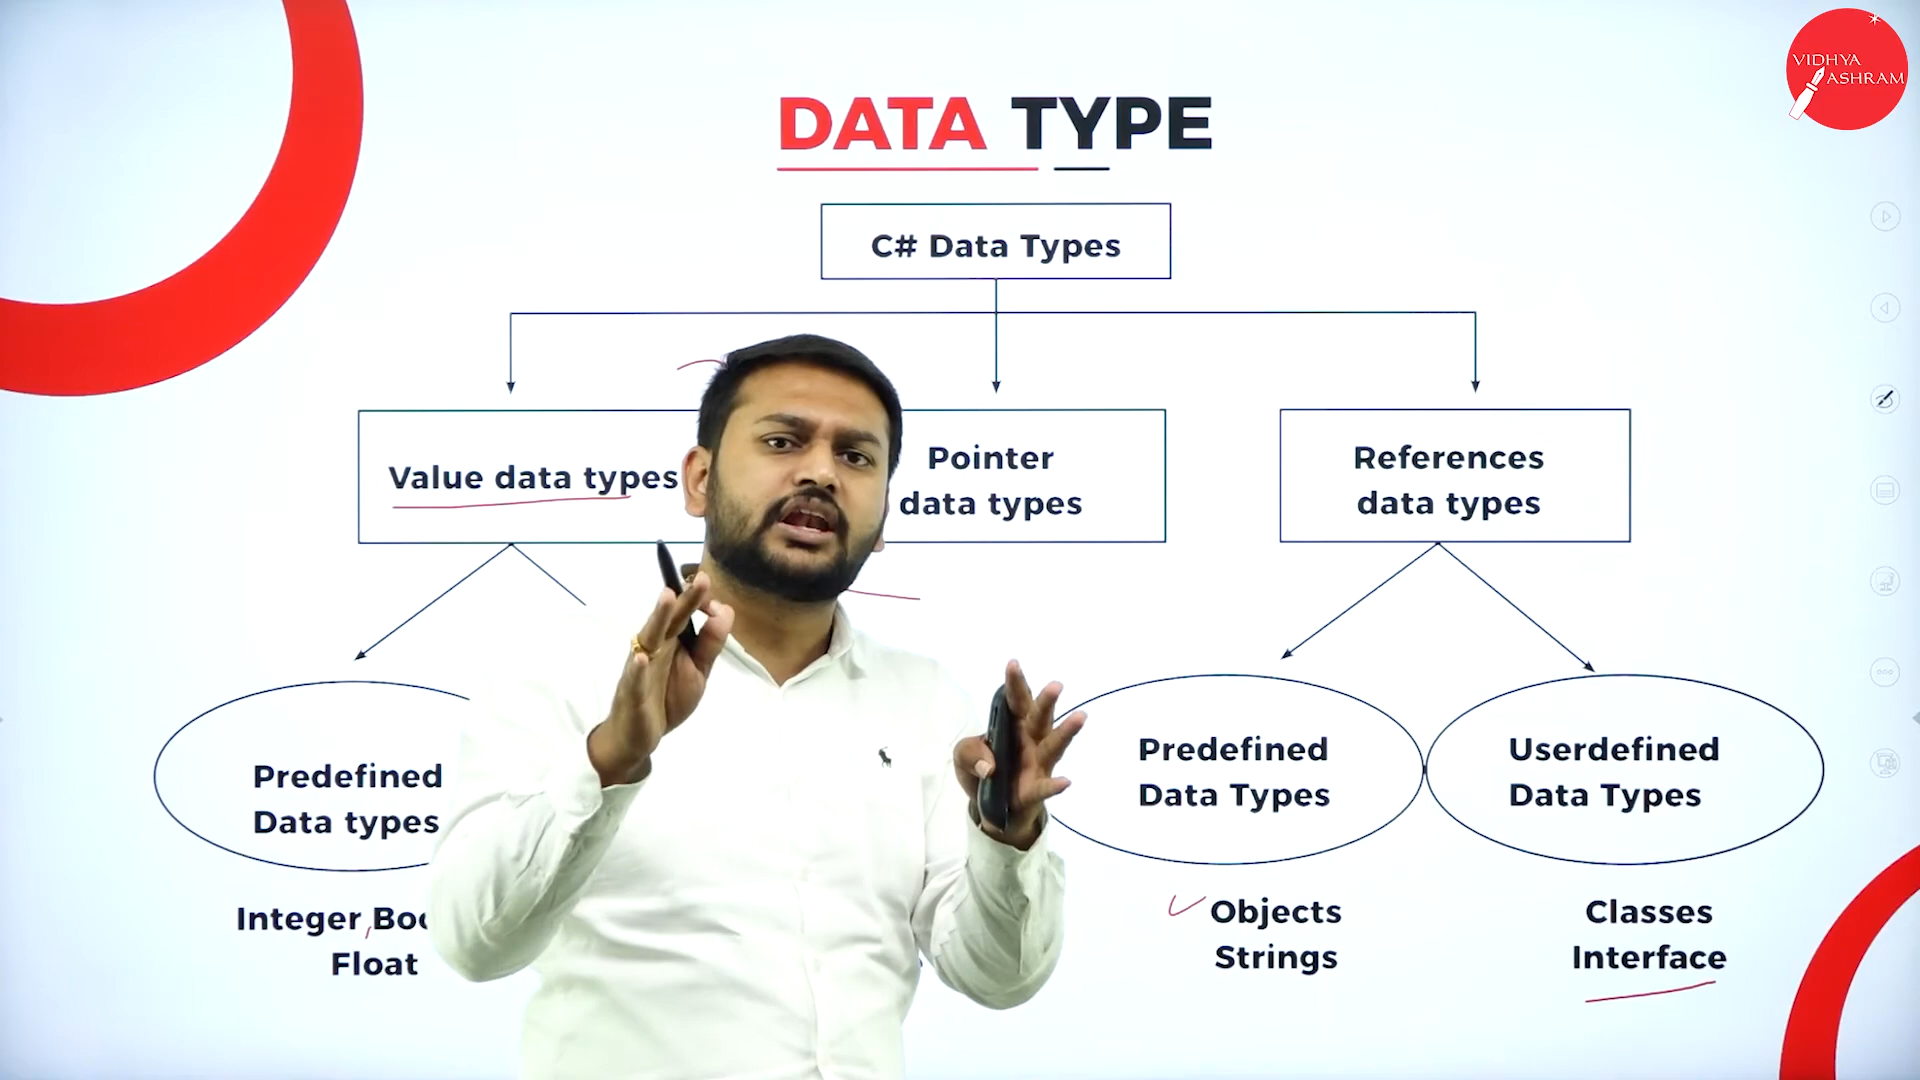 VIDHYA
ASHRAM
DATA TYPE
C# Data Types
Value data types
Pointer
data types
References
data types
Predefined
Data types
Predefined
Data Types
Userdefined
Data Types
Integer,
Float
Objects
Strings
Classes
Interface